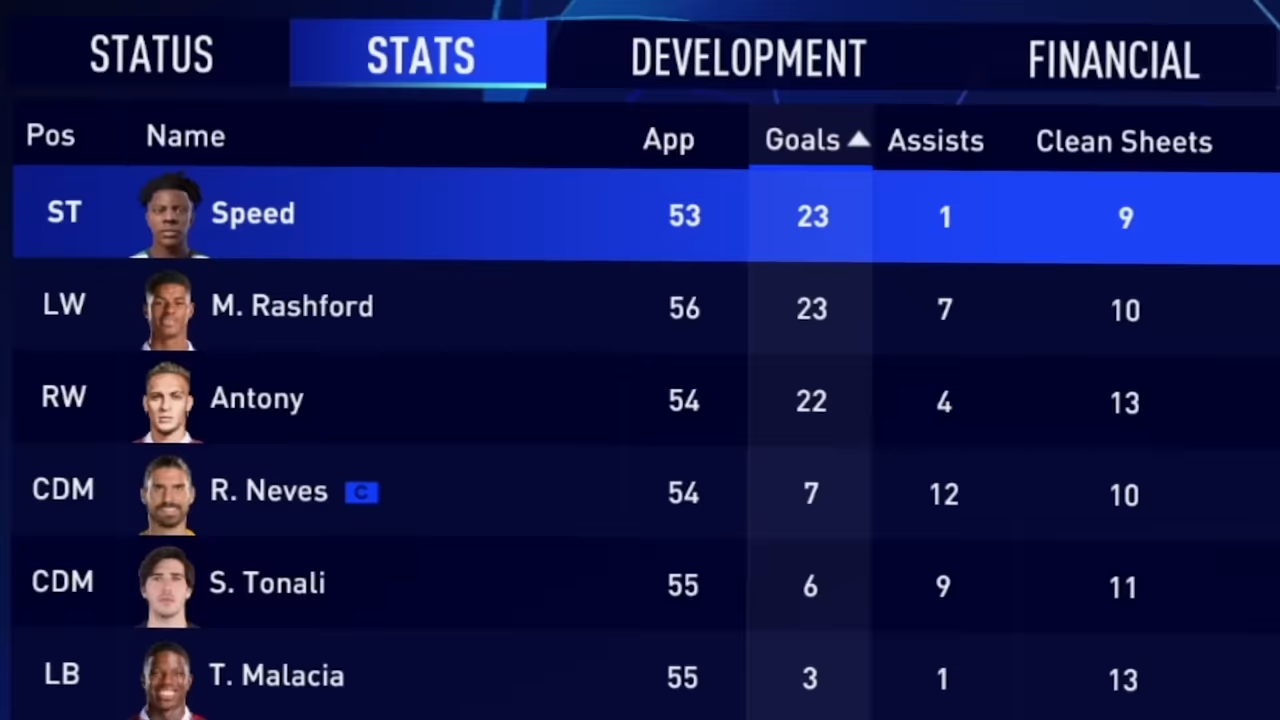 STATUS STATS DEVELOPMENT FINANCIAL
Pos Name App Goals Assists Clean Sheets
ST Speed 53 23 1 9
LW M. Rashford 56 23 7 10
RW Antony 54 22 4 13
CDM R. Neves C 54 7 12 10
CDM S. Tonali 55 6 9 11
LB T. Malacia 55 3 1 13